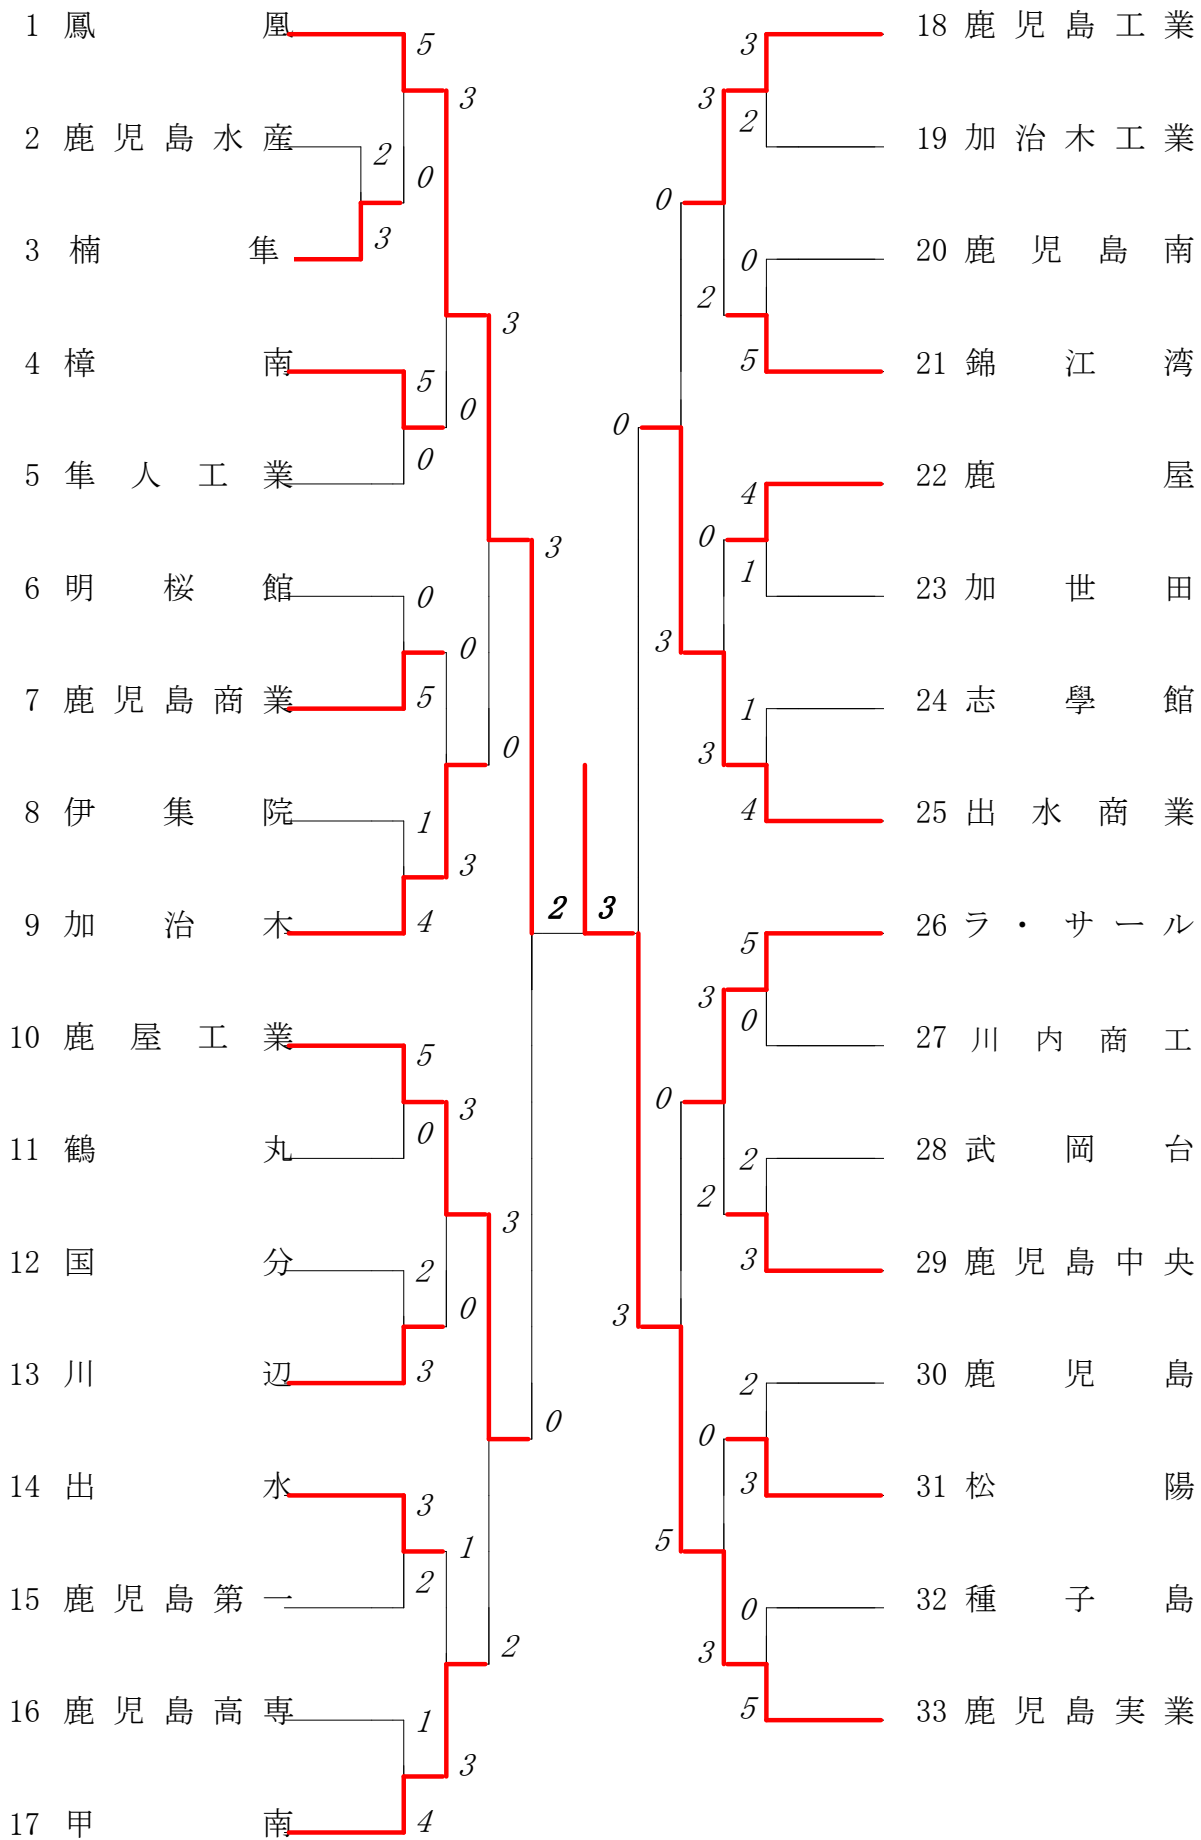 1 鳳凰
5
3
2 鹿児島水産
2
0
3 楠隼
3
3
4 樟南
5
0
5 隼人工業
0
3
6 明桜館
0
0
7 鹿児島商業
5
0
8 伊集院
1
3
9 加治木
4
2 3
10 鹿屋工業
5
3
11 鶴丸
0
3
12 国分
2
0
13 川辺
3
0
14 出水
3
1
15 鹿児島第一
2
2
16 鹿児島高専
1
3
17 甲南
4
18 鹿児島工業
3
3
2
19 加治木工業
0
20 鹿児島南
0
2
21 錦江湾
5
0
22 鹿屋
4
0
1
23 加世田
3
24 志學館
1
3
25 出水商業
4
26 ラ・サール
5
3
0
27 川内商工
0
28 武岡台
2
2
29 鹿児島中央
3
3
30 鹿児島
2
0
31 松陽
3
5
32 種子島
0
3
33 鹿児島実業
5